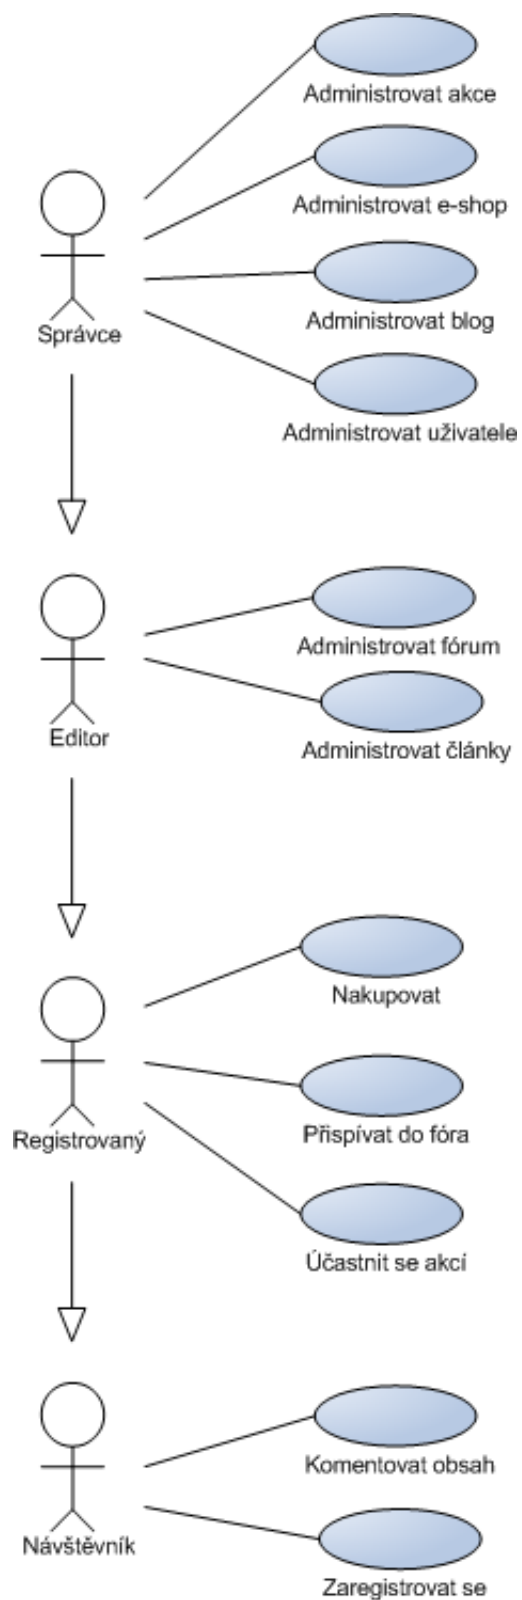 Administrovat akce
Administrovat e-shop
Administrovat blog
Správce
Administrovat uživatele
Administrovat fórum
Editor
Administrovat články
Nakupovat
Přispívat do fóra
Registrovaný
Účastnit se akcí
Komentovat obsah
Návštěvník
Zaregistrovat se